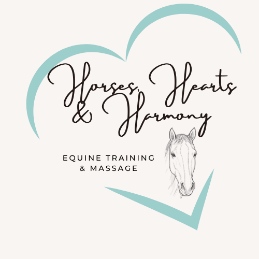 Horses, Hearts
& Harmony
EQUINE TRAINING
& MASSAGE